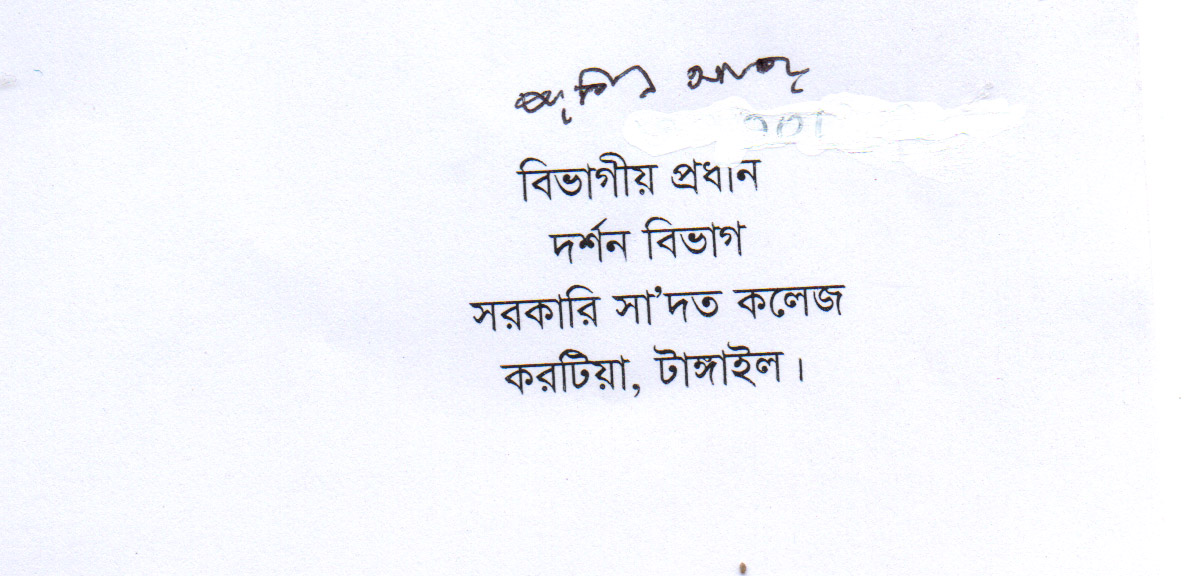 বিভাগীয় প্রধান
দর্শন বিভাগ
সরকারি সা'দত কলেজ
করটিয়া, টাঙ্গাইল।